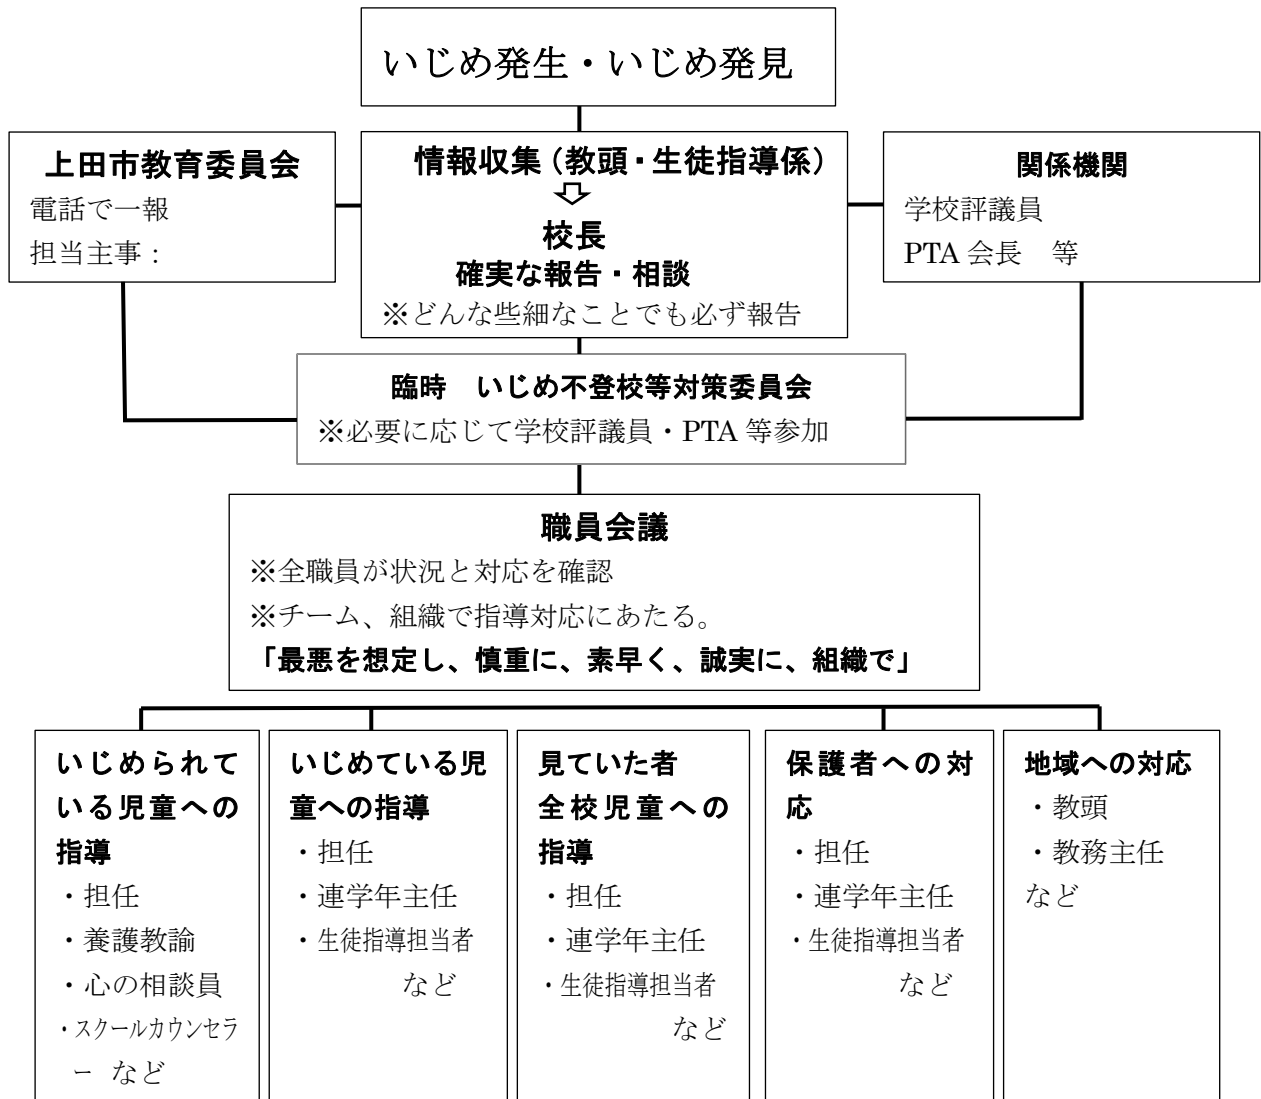 いじめ発生・いじめ発見
上田市教育委員会
電話で一報
担当主事：
情報収集（教頭・生徒指導係）
校長
確実な報告・相談
※どんな些細なことでも必ず報告
関係機関
学校評議員
PTA 会長　等
臨時　いじめ不登校等対策委員会
※必要に応じて学校評議員・PTA 等参加
職員会議
※全職員が状況と対応を確認
※チーム、組織で指導対応にあたる。
「最悪を想定し、慎重に、素早く、誠実に、組織で」
いじめられて
いる児童への
指導
・担任
・養護教諭
・心の相談員
・スクールカウンセラ
ー など
いじめている児
童への指導
・担任
・連学年主任
・生徒指導担当者
など
見ていた者
全校児童への
指導
・担任
・連学年主任
・生徒指導担当者
など
保護者への対
応
・担任
・連学年主任
・生徒指導担当者
など
地域への対応
・教頭
・教務主任
など